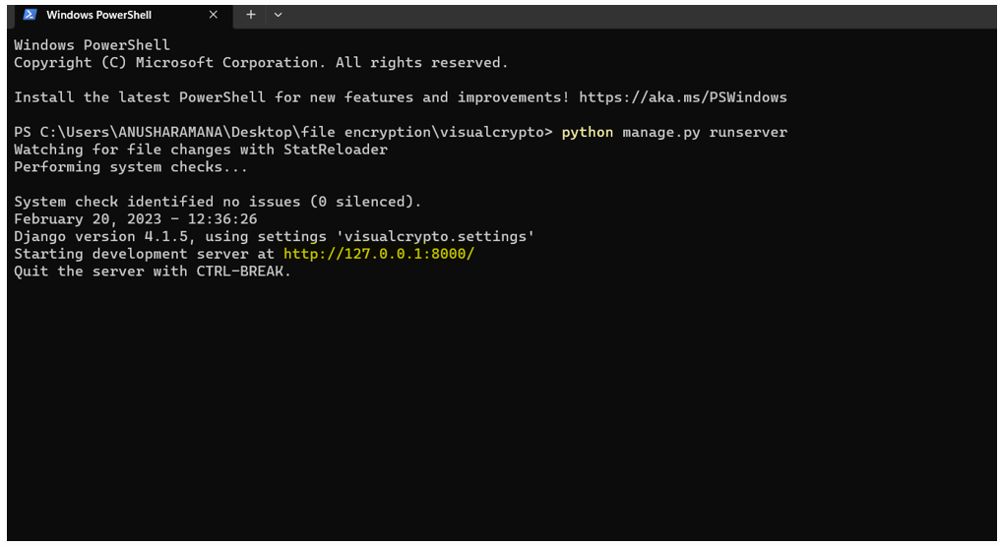 Windows PowerShell
Windows PowerShell
Copyright (C) Microsoft Corporation. All rights reserved.
Install the latest PowerShell for new features and improvements! https://aka.ms/PSWindows
PS C:\Users\ANUSHARAMANA\Desktop\file encryption\visualcrypto> python manage.py runserver
Watching for file changes with StatReloader
Performing system checks...
System check identified no issues (0 silenced).
February 20, 2023 - 12:36:26
Django version 4.1.5, using settings 'visualcrypto.settings'
Starting development server at http://127.0.0.1:8000/
Quit the server with CTRL-BREAK.